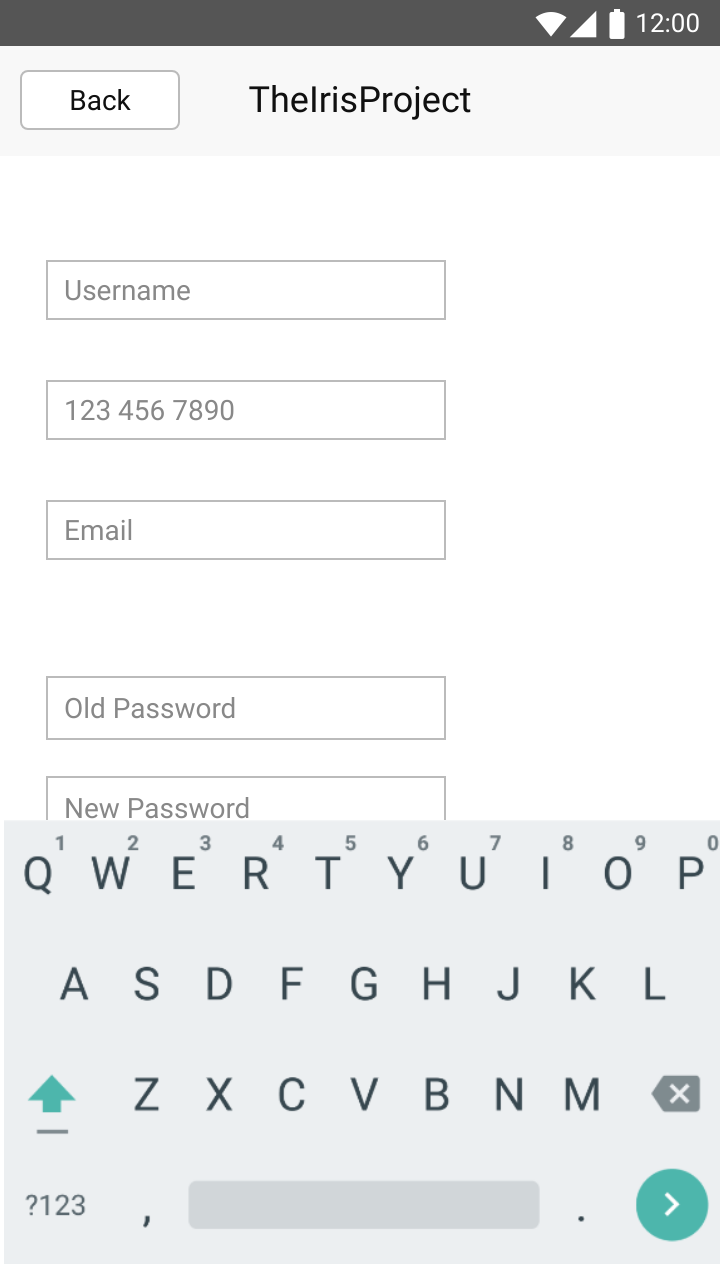 12:00
Back TheIrisProject
Username
123 456 7890
Email
Old Password
New Password
1 2 3 4 5 6 7 8 9 0
Q W E R T Y U I O P
A S D F G H J K L
Z X C V B N M
?123 , .